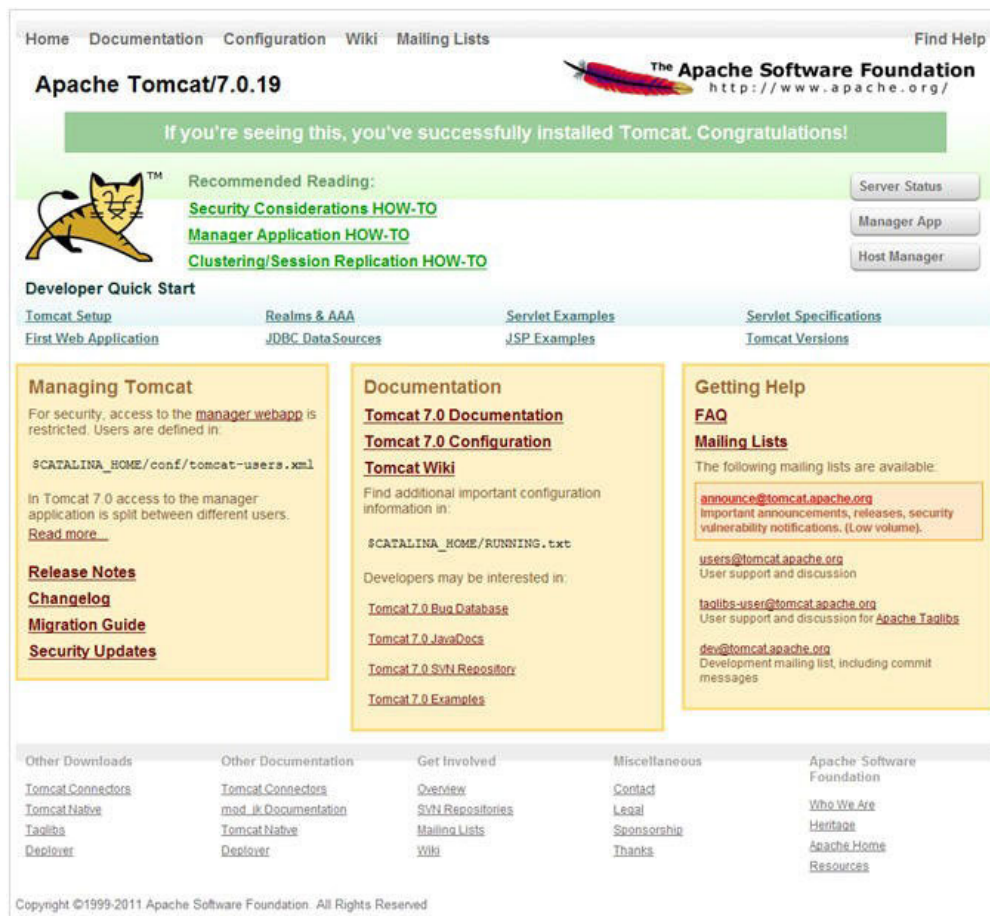 Home Documentation Configuration Wiki Mailing Lists Find Help
Apache Tomcat/7.0.19
The Apache Software Foundation
http://www.apache.org/
If you're seeing this, you've successfully installed Tomcat. Congratulations!
TM
Recommended Reading:
Security Considerations HOW-TO
Manager Application HOW-TO
Clustering/Session Replication HOW-TO
Server Status
Manager App
Host Manager
Developer Quick Start
Tomcat Setup Realms & AAA Servlet Examples Servlet Specifications
First Web Application JDBC DataSources JSP Examples Tomcat Versions
Managing Tomcat
For security, access to the manager webapp is
restricted. Users are defined in:
$CATALINA_HOME/conf/tomcat-users.xml
In Tomcat 7.0 access to the manager
application is split between different users.
Read more...
Release Notes
Changelog
Migration Guide
Security Updates
Documentation
Tomcat 7.0 Documentation
Tomcat 7.0 Configuration
Tomcat Wiki
Find additional important configuration
information in:
$CATALINA_HOME/RUNNING.txt
Developers may be interested in:
Tomcat 7.0 Bug Database
Tomcat 7.0 JavaDocs
Tomcat 7.0 SVN Repository
Tomcat 7.0 Examples
Getting Help
FAQ
Mailing Lists
The following mailing lists are available:
announce@tomcat.apache.org
Important announcements, releases, security
vulnerability notifications. (Low volume).
users@tomcat.apache.org
User support and discussion
taglibs-user@tomcat.apache.org
User support and discussion for Apache Taglibs
dev@tomcat.apache.org
Development mailing list, including commit
messages
Other Downloads
Tomcat Connectors
Tomcat Native
Taglibs
Deployer
Other Documentation
Tomcat Connectors
mod_jk Documentation
Tomcat Native
Deployer
Get Involved
Overview
SVN Repositories
Mailing Lists
Wiki
Miscellaneous
Contact
Legal
Sponsorship
Thanks
Apache Software
Foundation
Who We Are
Heritage
Apache Home
Resources
Copyright ©1999-2011 Apache Software Foundation. All Rights Reserved